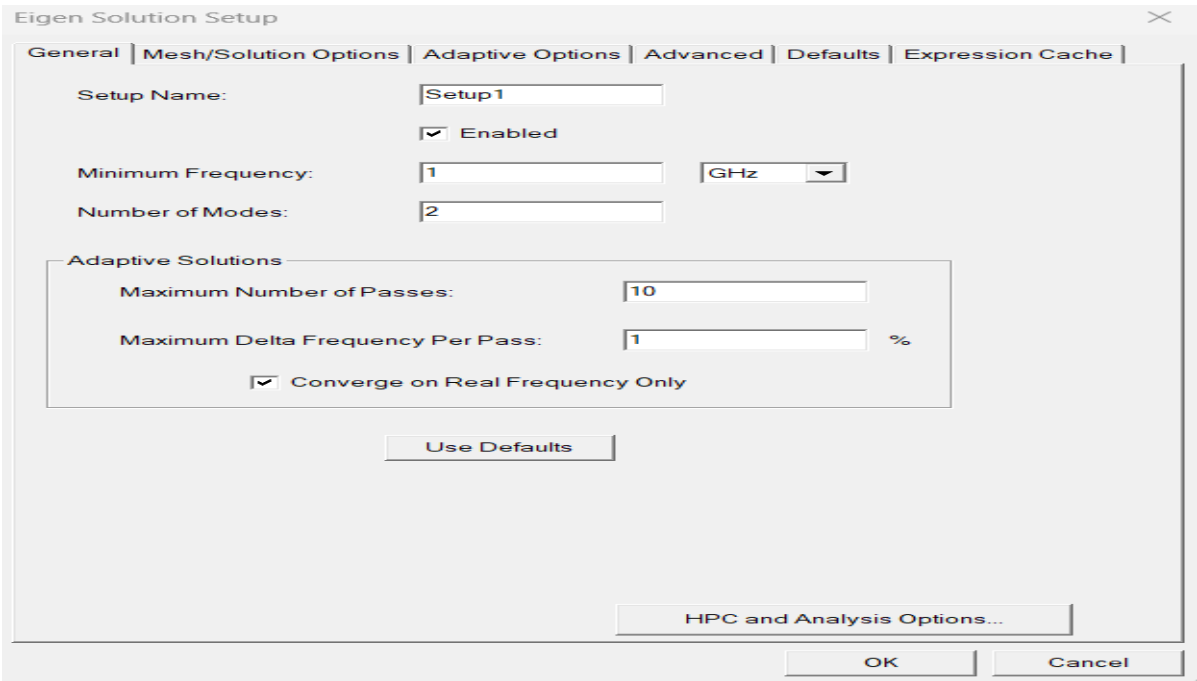 Eigen Solution Setup
General Mesh/Solution Options Adaptive Options Advanced Defaults Expression Cache
Setup Name: Setup1
Enabled
Minimum Frequency: 1 GHz
Number of Modes: 2
Adaptive Solutions
Maximum Number of Passes: 10
Maximum Delta Frequency Per Pass: 1 %
Converge on Real Frequency Only
Use Defaults
HPC and Analysis Options...
OK Cancel